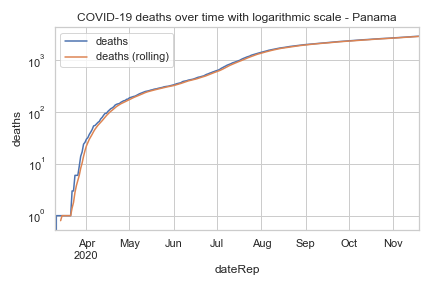 COVID-19 deaths over time with logarithmic scale - Panama
deaths
deaths (rolling)
10³
10²
10¹
10⁰
deaths
Apr May Jun Jul Aug Sep Oct Nov
2020
dateRep